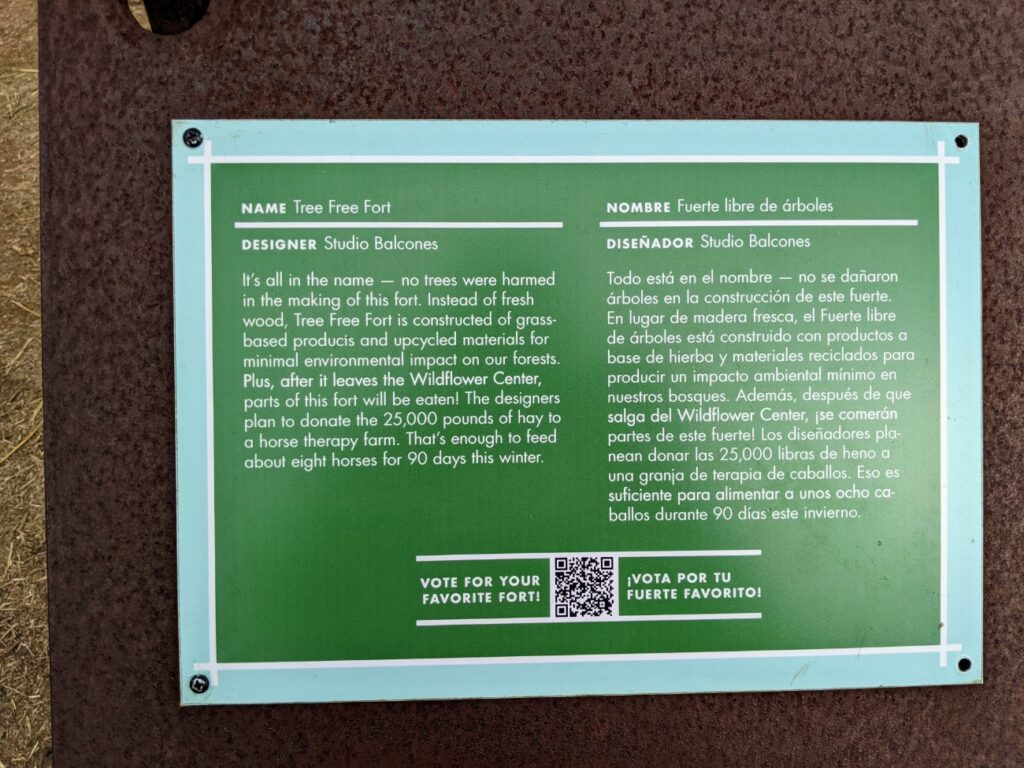 NAME Tree Free Fort
DESIGNER Studio Balcones
It's all in the name — no trees were harmed
in the making of this fort. Instead of fresh
wood, Tree Free Fort is constructed of grass-
based producis and upcycled materials for
minimal environmental impact on our forests.
Plus, after it leaves the Wildflower Center,
parts of this fort will be eaten! The designers
plan to donate the 25,000 pounds of hay to
a horse therapy farm. That's enough to feed
about eight horses for 90 days this winter.
NOMBRE Fuerte libre de árboles
DISEÑADOR Studio Balcones
Todo está en el nombre — no se dañaron
árboles en la construcción de este fuerte.
En lugar de madera fresca, el Fuerte libre
de árboles está construido con productos a
base de hierba y materiales reciclados para
producir un impacto ambiental mínimo en
nuestros bosques. Además, después de que
salga del Wildflower Center, ¡se comerán
partes de este fuerte! Los diseñadores pla-
nean donar las 25,000 libras de heno a
una granja de terapia de caballos. Eso es
suficiente para alimentar a unos ocho ca-
ballos durante 90 días este invierno.
VOTE FOR YOUR
FAVORITE FORT!
¡VOTA POR TU
FUERTE FAVORITO!